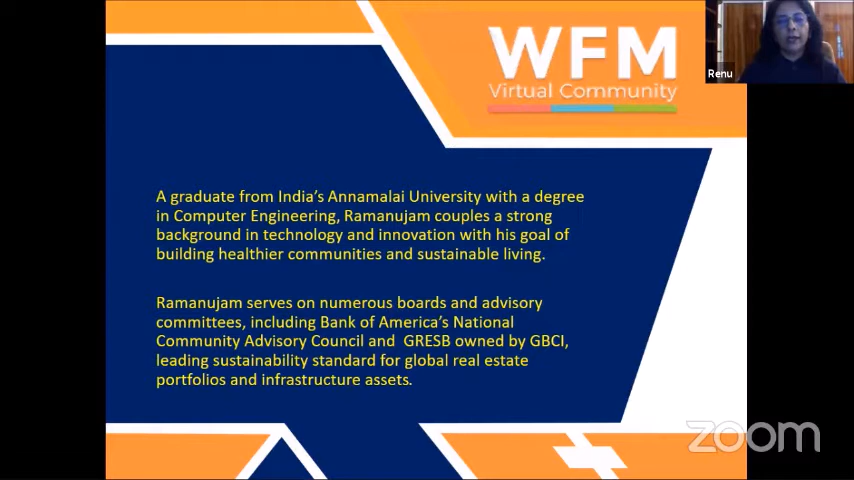 WFM
Virtual Community
Renu
A graduate from India's Annamalai University with a degree
in Computer Engineering, Ramanujam couples a strong
background in technology and innovation with his goal of
building healthier communities and sustainable living.
Ramanujam serves on numerous boards and advisory
committees, including Bank of America's National
Community Advisory Council and GRESB owned by GBCI,
leading sustainability standard for global real estate
portfolios and infrastructure assets.
zoom